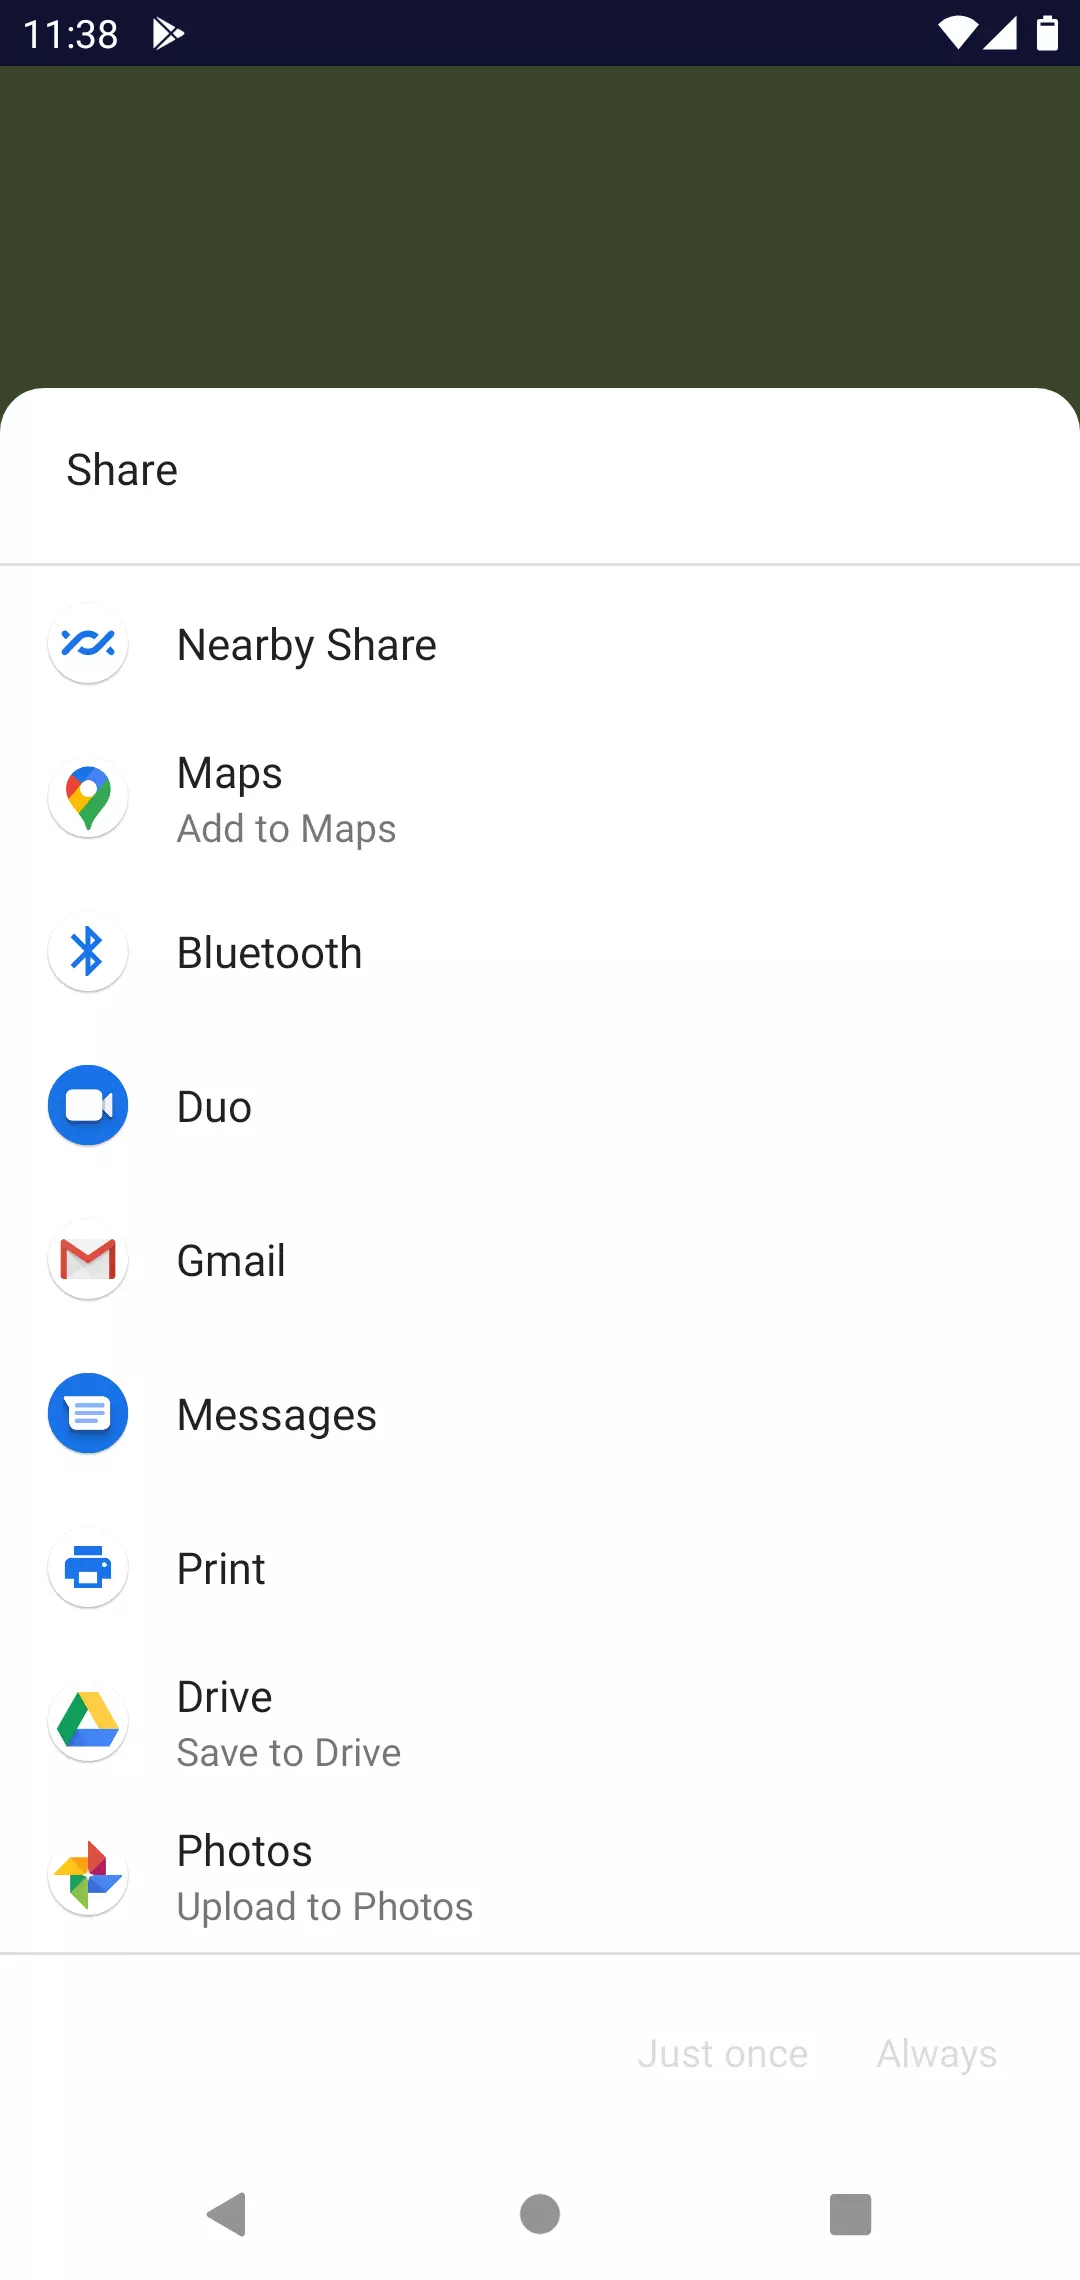 11:38
Share
Nearby Share
Maps
Add to Maps
Bluetooth
Duo
Gmail
Messages
Print
Drive
Save to Drive
Photos
Upload to Photos
Just once Always